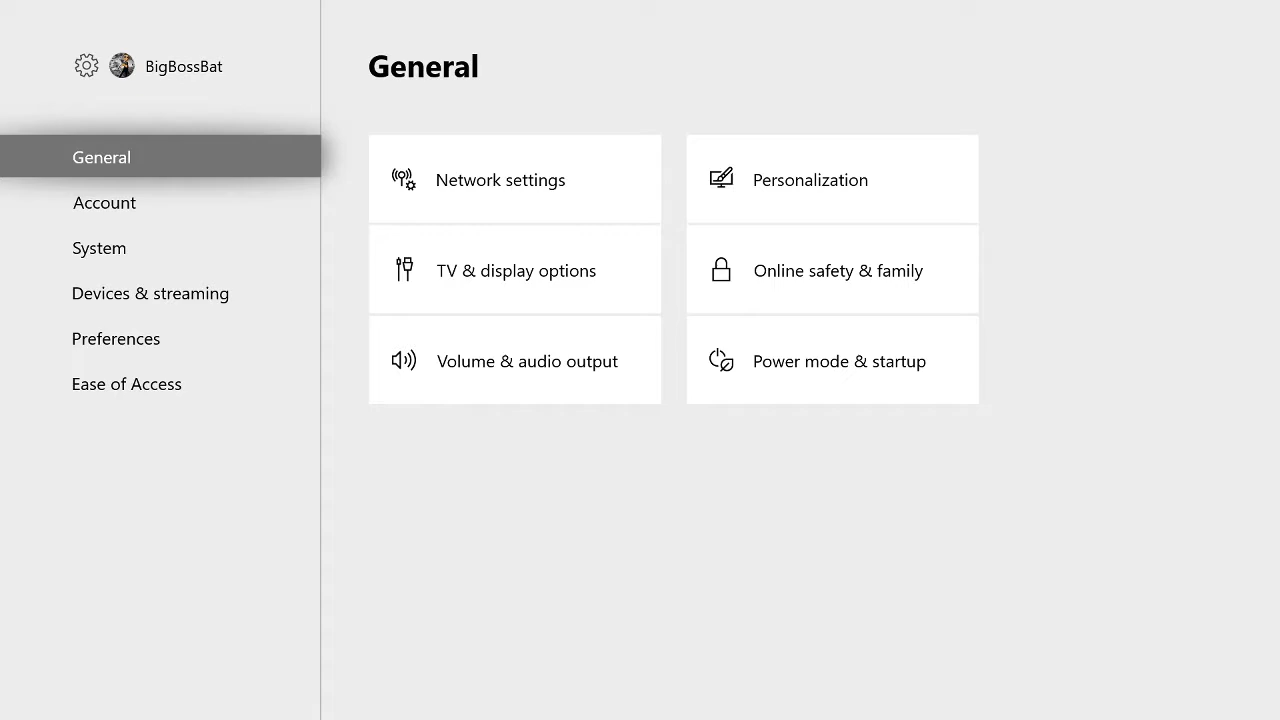 BigBossBat
General
Account
System
Devices & streaming
Preferences
Ease of Access
General
Network settings
Personalization
TV & display options
Online safety & family
Volume & audio output
Power mode & startup